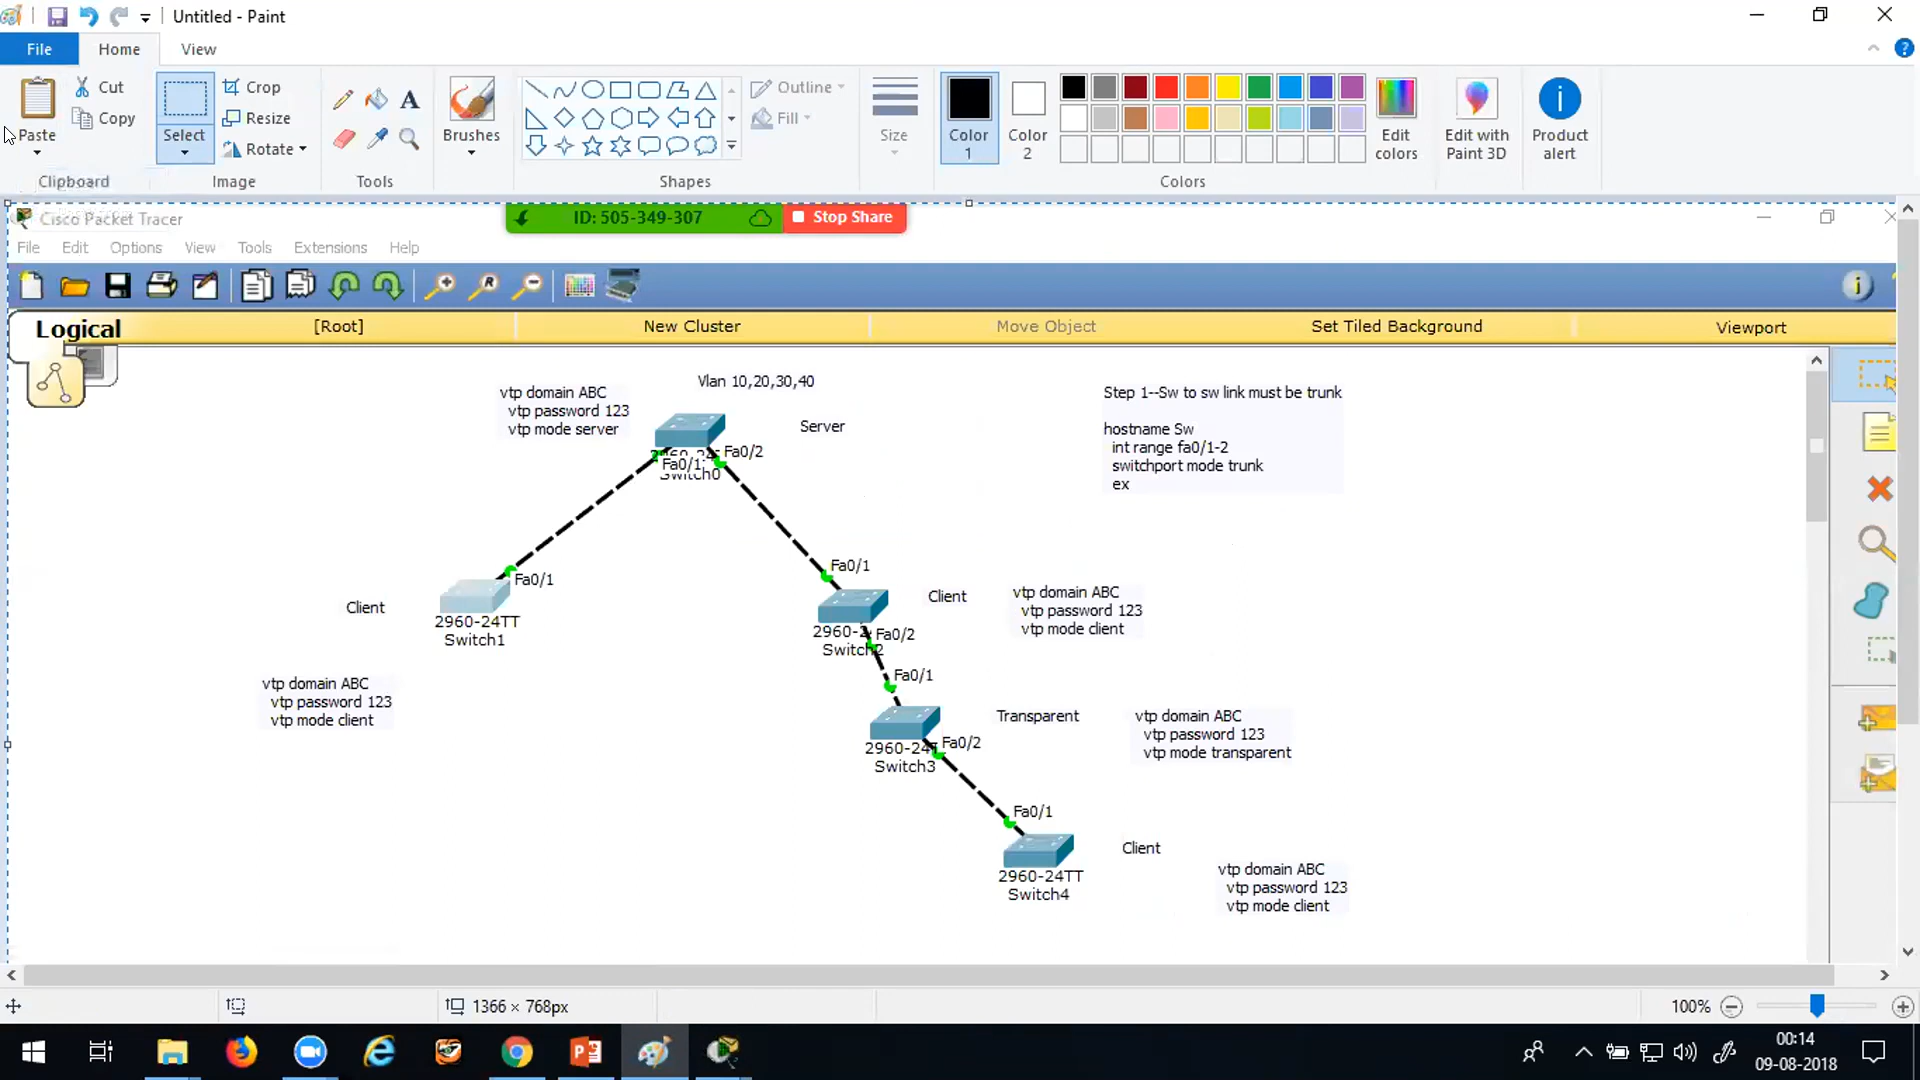 Untitled - Paint
File Home View
Paste
Cut
Copy
Clipboard
Select
Crop
Resize
Rotate
Image
Tools
Brushes
Outline
Fill
Shapes
Size
Color 1
Color 2
Edit colors
Edit with Paint 3D
Product alert
Colors
Cisco Packet Tracer
ID: 505-349-307
Stop Share
File Edit Options View Tools Extensions Help
Logical
[Root]
New Cluster
Move Object
Set Tiled Background
Viewport
vtp domain ABC
vtp password 123
vtp mode server
Vlan 10,20,30,40
Server
Fa0/2
Fa0/1
Switch0
Step 1--Sw to sw link must be trunk
hostname Sw
int range fa0/1-2
switchport mode trunk
ex
Fa0/1
Client
2960-24TT
Switch1
vtp domain ABC
vtp password 123
vtp mode client
Fa0/1
Client
Fa0/2
Switch2
vtp domain ABC
vtp password 123
vtp mode client
Fa0/1
Transparent
Fa0/2
Switch3
vtp domain ABC
vtp password 123
vtp mode transparent
Fa0/1
Client
2960-24TT
Switch4
vtp domain ABC
vtp password 123
vtp mode client
1366 × 768px
100%
00:14
09-08-2018